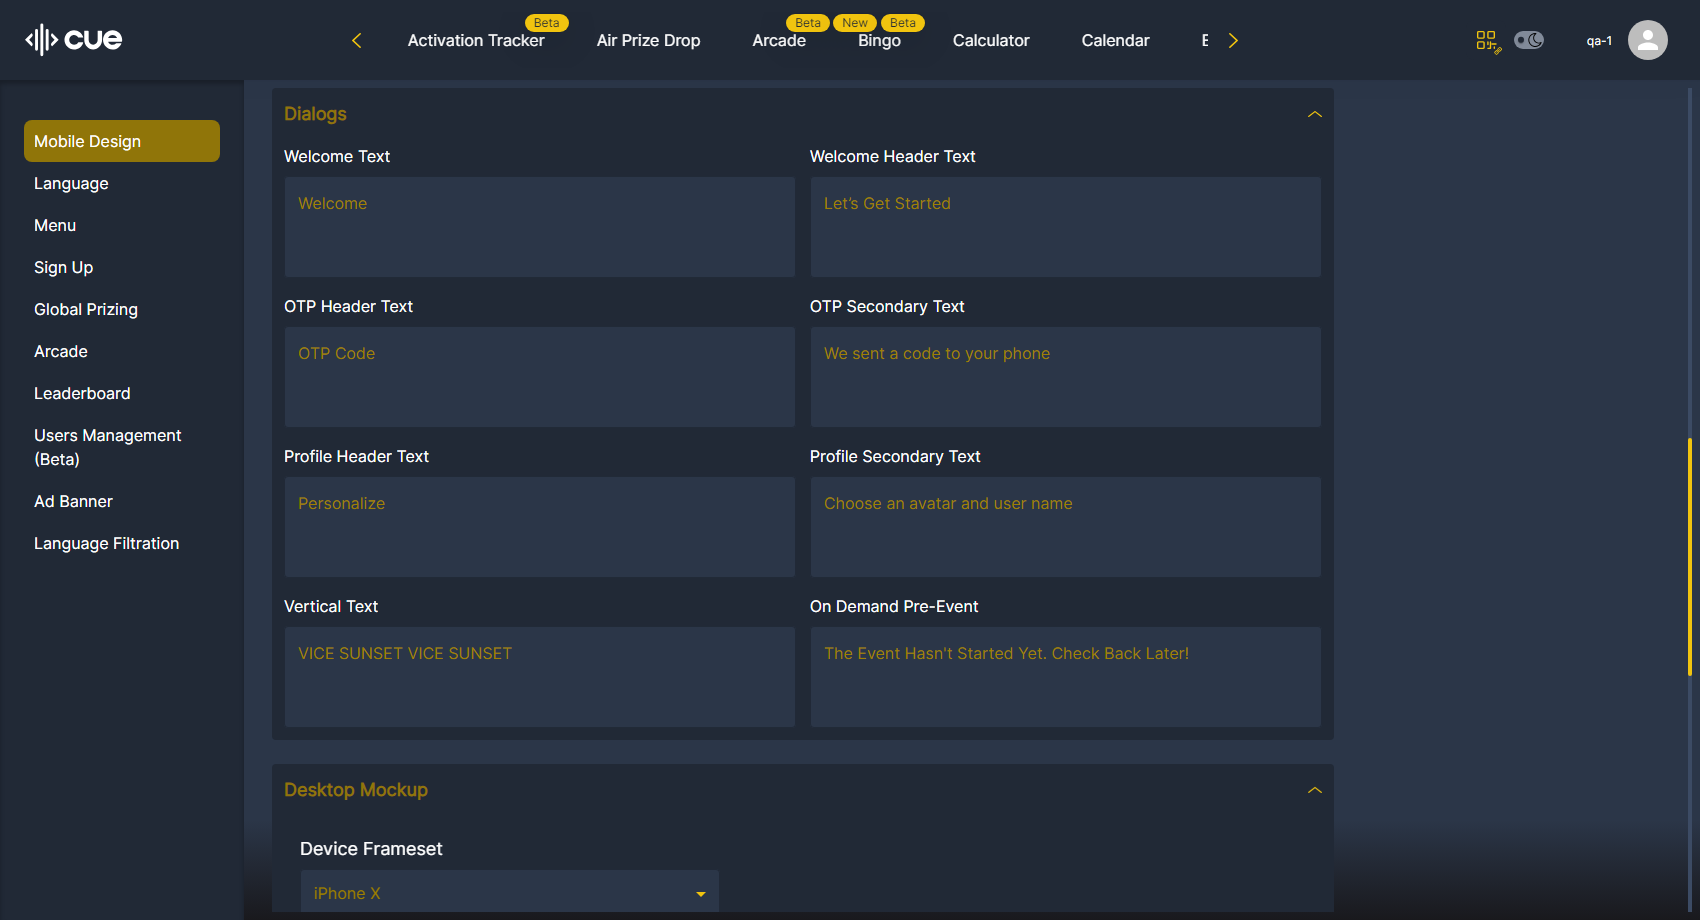 cue
Beta
Beta
New
Beta
Activation Tracker
Air Prize Drop
Arcade
Bingo
Calculator
Calendar
qa-1
Mobile Design
Language
Menu
Sign Up
Global Prizing
Arcade
Leaderboard
Users Management
(Beta)
Ad Banner
Language Filtration
Dialogs
Welcome Text
Welcome Header Text
Welcome
Let’s Get Started
OTP Header Text
OTP Secondary Text
OTP Code
We sent a code to your phone
Profile Header Text
Profile Secondary Text
Personalize
Choose an avatar and user name
Vertical Text
On Demand Pre-Event
VICE SUNSET VICE SUNSET
The Event Hasn't Started Yet. Check Back Later!
Desktop Mockup
Device Frameset
iPhone X